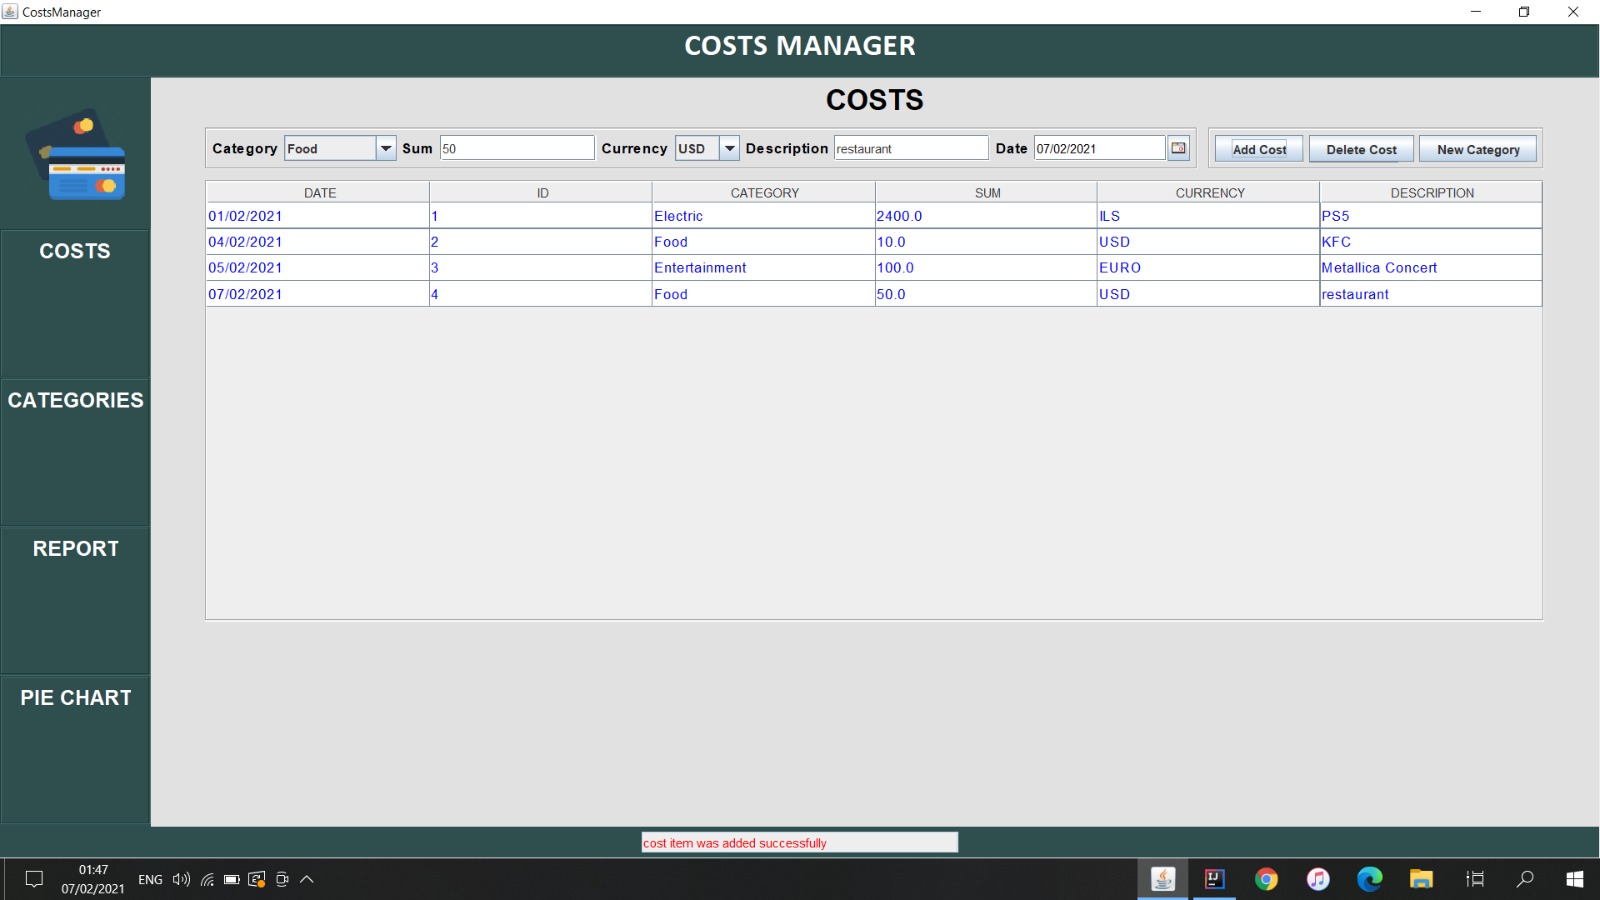 CostsManager
COSTS MANAGER
COSTS
Category Food Sum 50 Currency USD Description restaurant Date 07/02/2021 Add Cost Delete Cost New Category
DATE ID CATEGORY SUM CURRENCY DESCRIPTION
01/02/2021 1 Electric 2400.0 ILS PS5
04/02/2021 2 Food 10.0 USD KFC
05/02/2021 3 Entertainment 100.0 EURO Metallica Concert
07/02/2021 4 Food 50.0 USD restaurant
COSTS
CATEGORIES
REPORT
PIE CHART
cost item was added successfully
01:47
07/02/2021
ENG
IJ